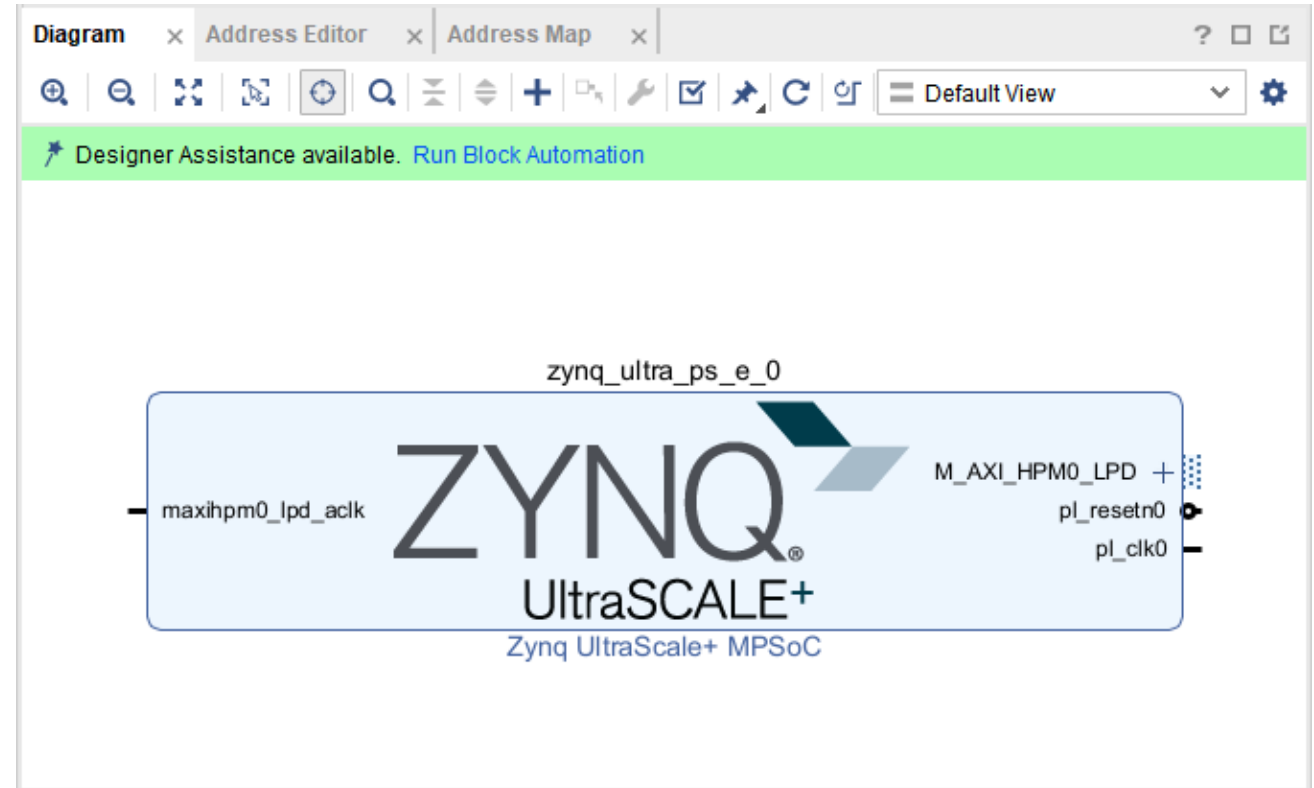 Diagram Address Editor Address Map
Default View
Designer Assistance available. Run Block Automation
zynq_ultra_ps_e_0
ZYNQ®
UltraSCALE+
maxihpm0_lpd_aclk
M_AXI_HPM0_LPD
pl_resetn0
pl_clk0
Zynq UltraScale+ MPSoC